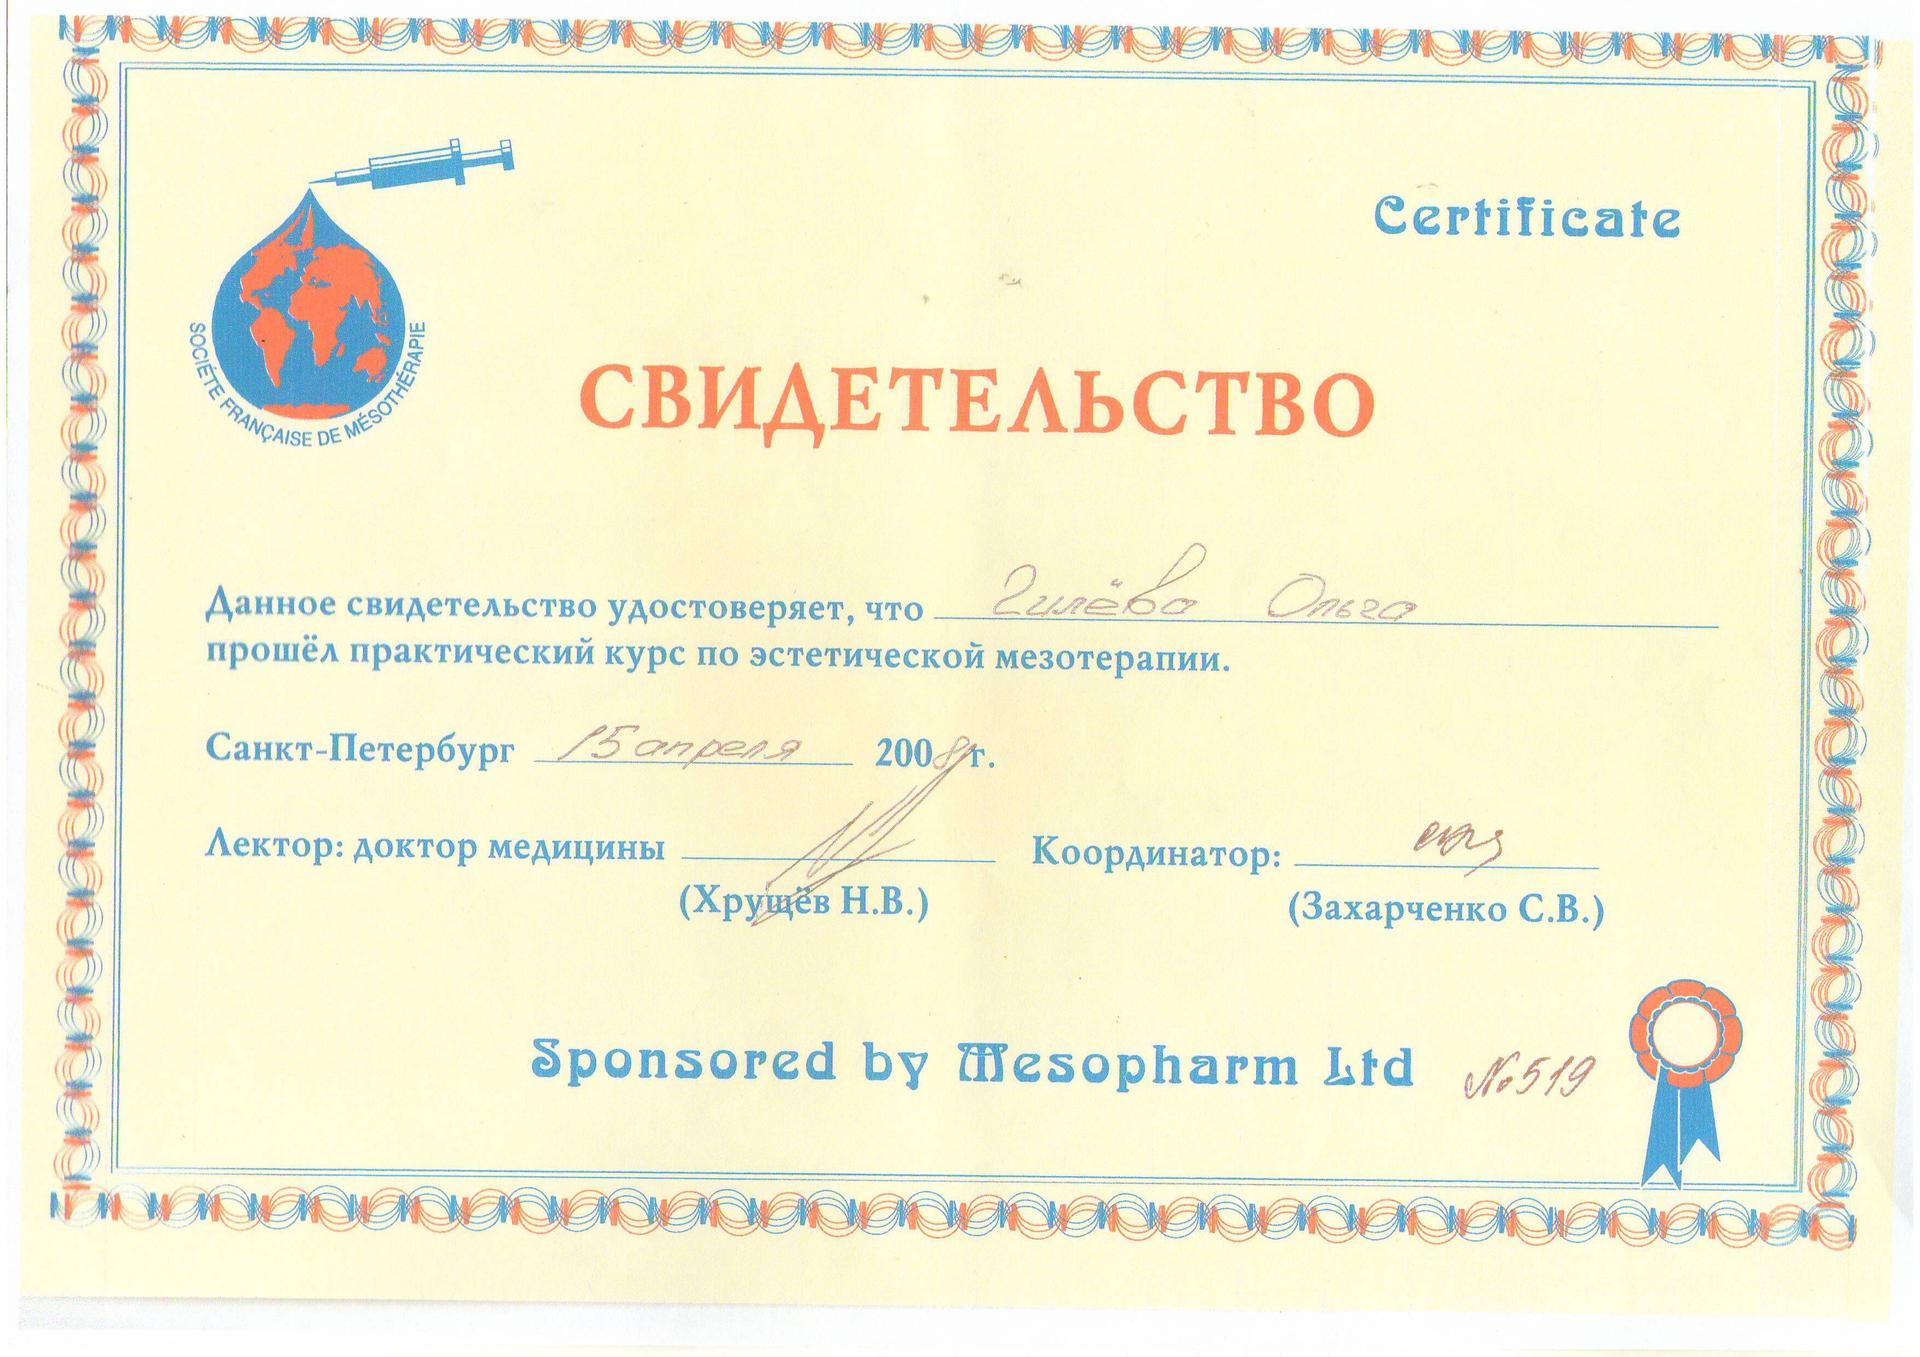 Certificate
SOCIÉTÉ FRANÇAISE DE MÉSOTHÉRAPIE
СВИДЕТЕЛЬСТВО
Данное свидетельство удостоверяет, что Гилёва Ольга
прошёл практический курс по эстетической мезотерапии.
Санкт-Петербург 15 апреля 2008 г.
Лектор: доктор медицины Координатор:
(Хрущёв Н.В.) (Захарченко С.В.)
Sponsored by Mesopharm Ltd №519